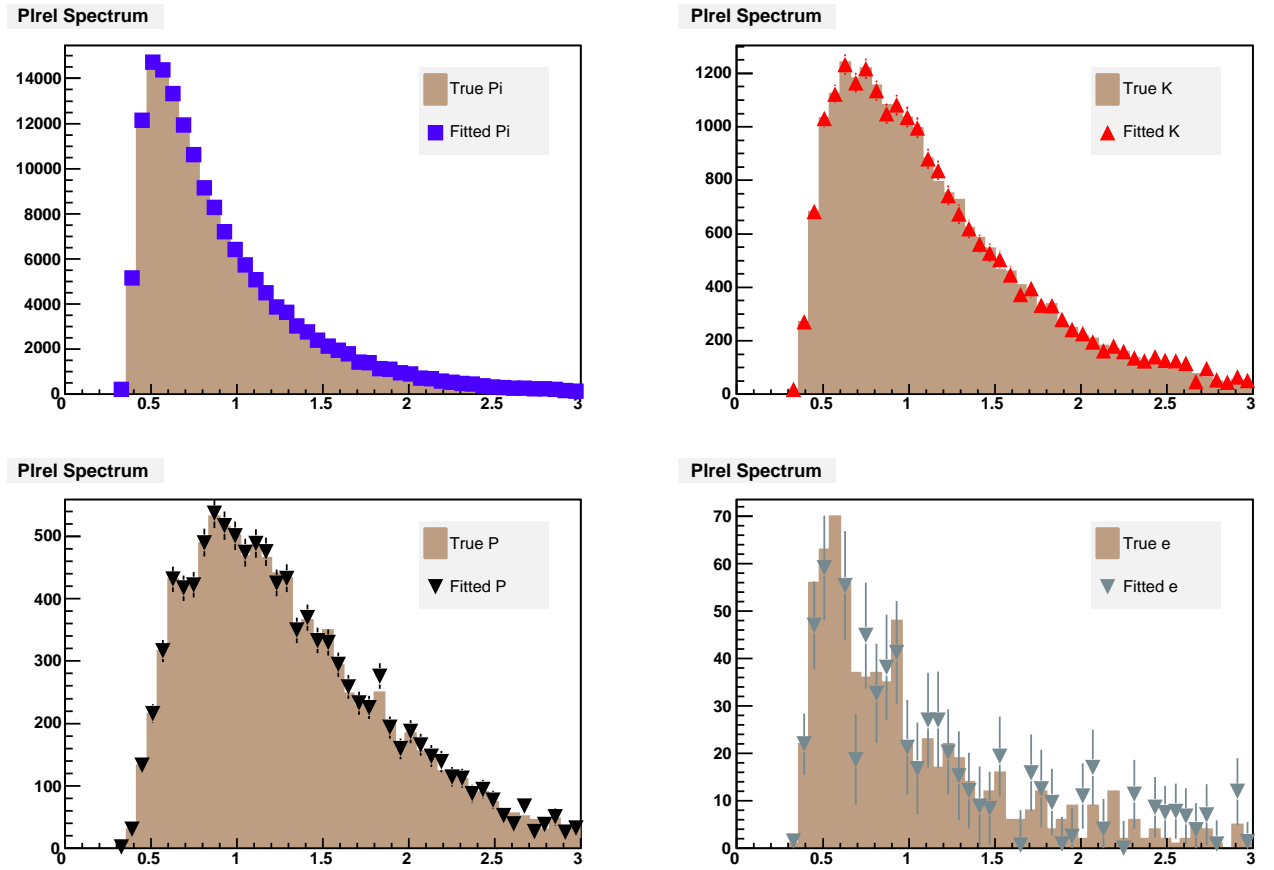 PIrel Spectrum
14000
12000
10000
8000
6000
4000
2000
0
0 0.5 1 1.5 2 2.5 3
True Pi
Fitted Pi
PIrel Spectrum
1200
1000
800
600
400
200
0
0 0.5 1 1.5 2 2.5 3
True K
Fitted K
PIrel Spectrum
500
400
300
200
100
0
0 0.5 1 1.5 2 2.5 3
True P
Fitted P
PIrel Spectrum
70
60
50
40
30
20
10
0
0 0.5 1 1.5 2 2.5 3
True e
Fitted e